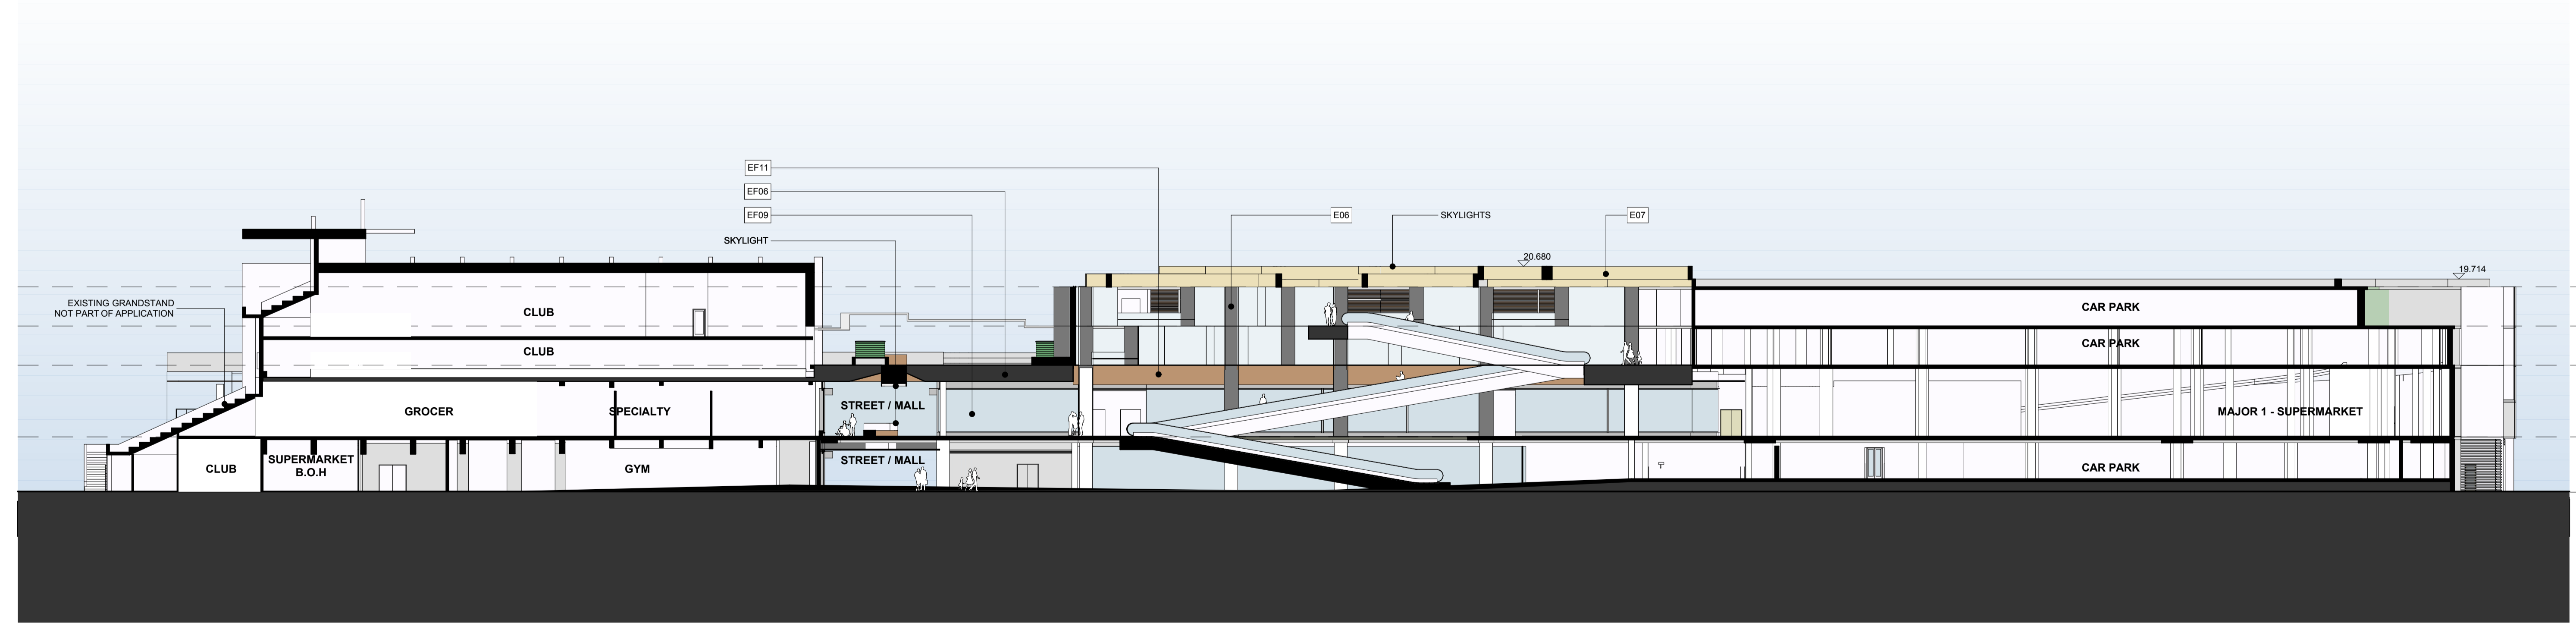 EF11
EF06
EF09
E06
SKYLIGHTS
E07
SKYLIGHT
20.680
19.714
EXISTING GRANDSTAND
NOT PART OF APPLICATION
CLUB
CAR PARK
CLUB
CAR PARK
GROCER
SPECIALTY
STREET / MALL
MAJOR 1 - SUPERMARKET
CLUB
SUPERMARKET
B.O.H
GYM
STREET / MALL
CAR PARK